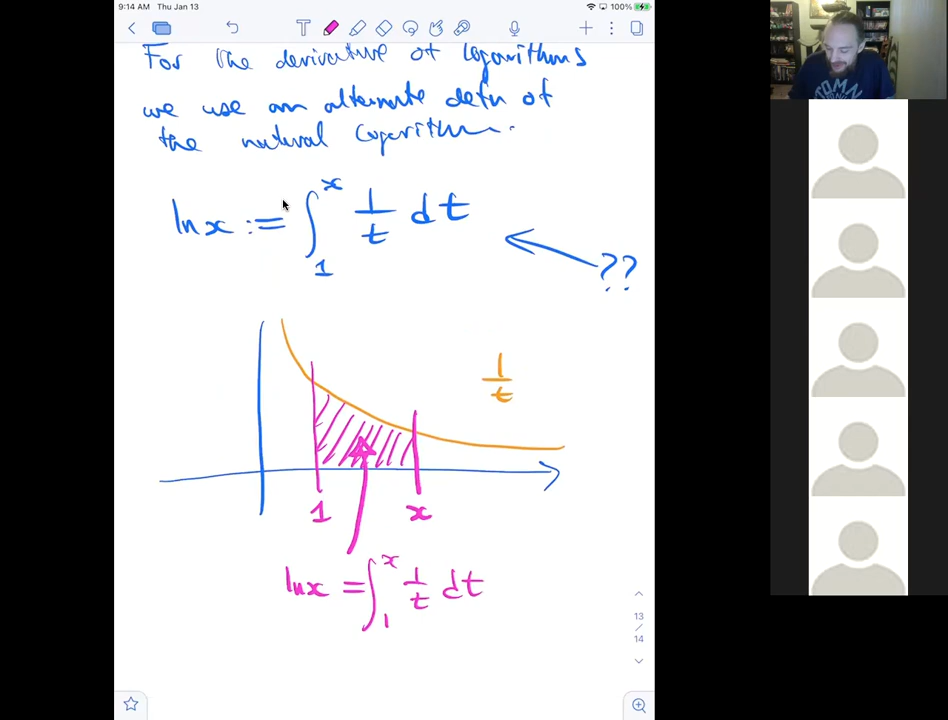 9:14 AM Thu Jan 13
100%
For the derivative of logarithms
we use an alternate defn of
the natural logarithm.
ln x := ∫₁ˣ 1/t dt
??
1/t
1 x
ln x = ∫₁ˣ 1/t dt
13
/
14